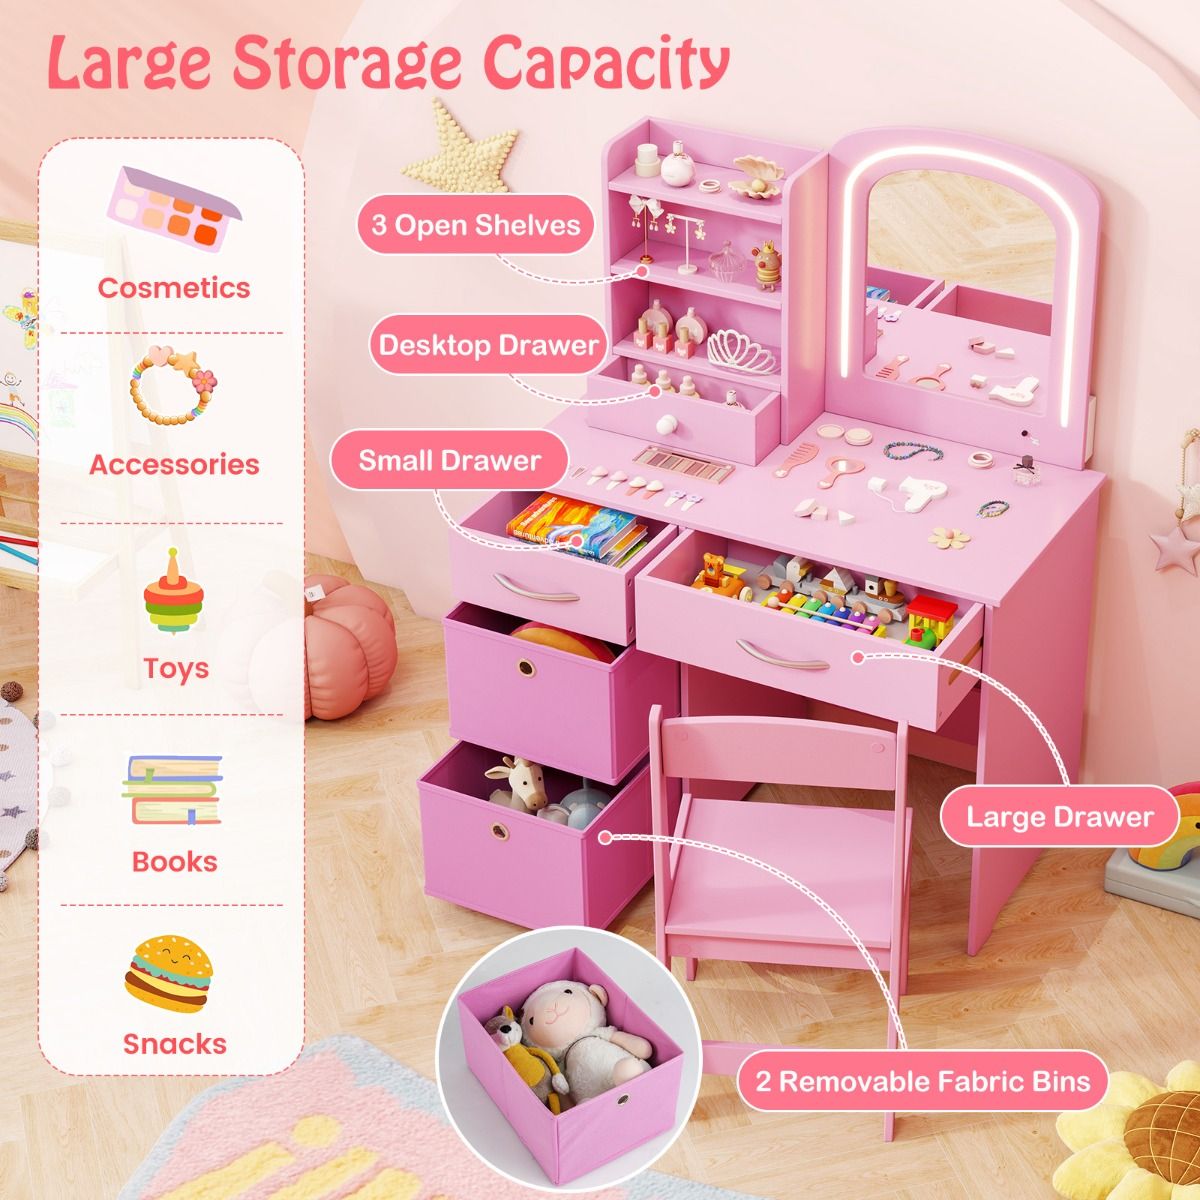 Large Storage Capacity
Cosmetics
Accessories
Toys
Books
Snacks
3 Open Shelves
Desktop Drawer
Small Drawer
Large Drawer
2 Removable Fabric Bins